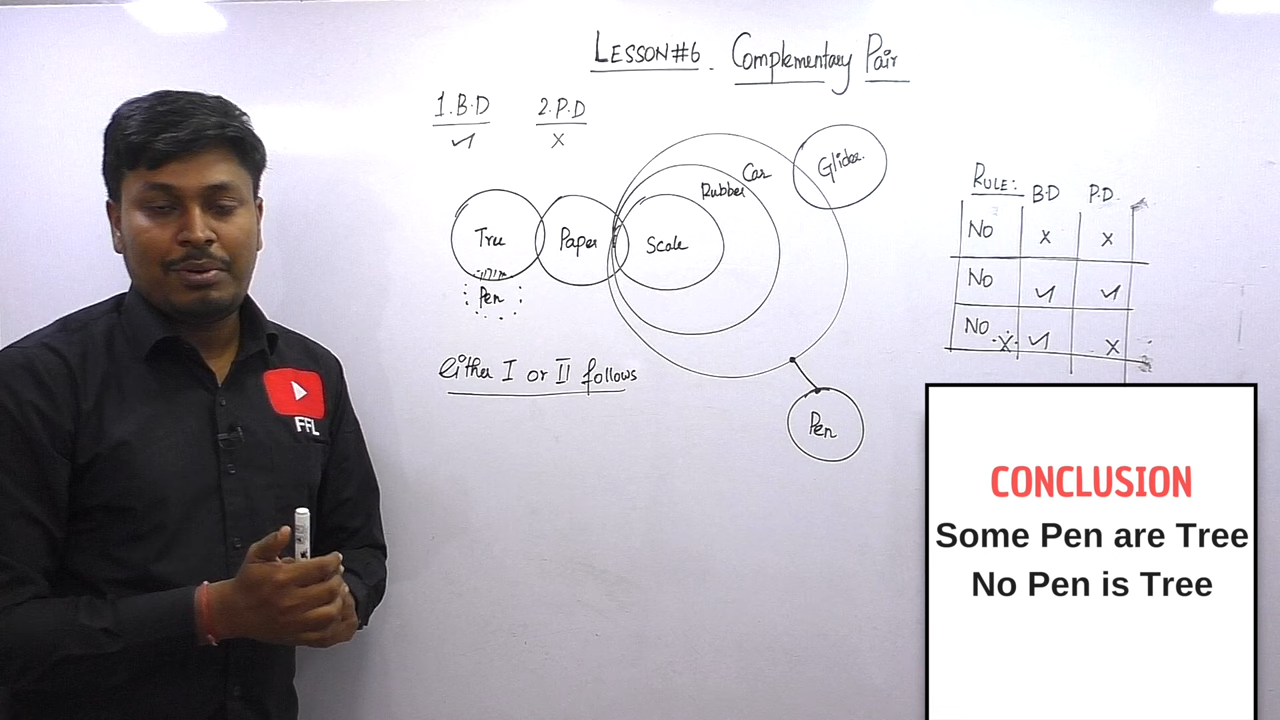 LESSON#6. Complementary Pair
1.B.D 2.P.D
✓ X
Tree
Paper
Scale
Rubber
Car
Glider
Pen
Pen
either I or II follows
RULE: B.D P.D.
No X X
No ✓ ✓
No X ✓ X
FFL
CONCLUSION
Some Pen are Tree
No Pen is Tree